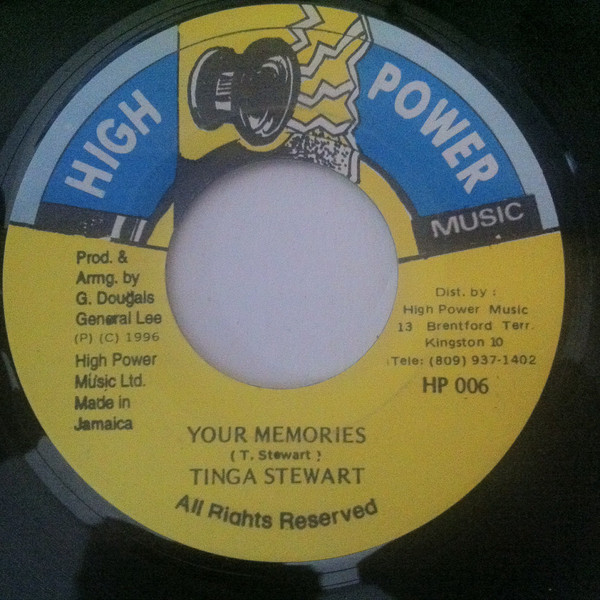 HIGH POWER
MUSIC
Prod. &
Arrng. by
G. Dougals
General Lee
(P) (C) 1996
High Power
Music Ltd.
Made in
Jamaica
Dist. by :
High Power Music
13 Brentford Terr.
Kingston 10
Tele: (809) 937-1402
HP 006
YOUR MEMORIES
(T. Stewart)
TINGA STEWART
All Rights Reserved